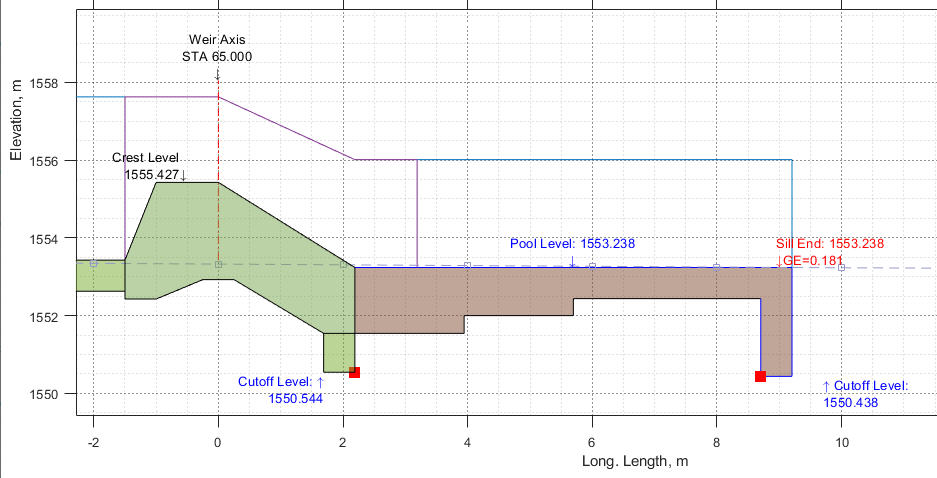 Weir Axis
STA 65.000
↓
Elevation, m
1558
1556
1554
1552
1550
Crest Level
1555.427↓
Pool Level: 1553.238
↓
Sill End: 1553.238
↓GE=0.181
Cutoff Level: ↑
1550.544
↑ Cutoff Level:
1550.438
-2 0 2 4 6 8 10
Long. Length, m